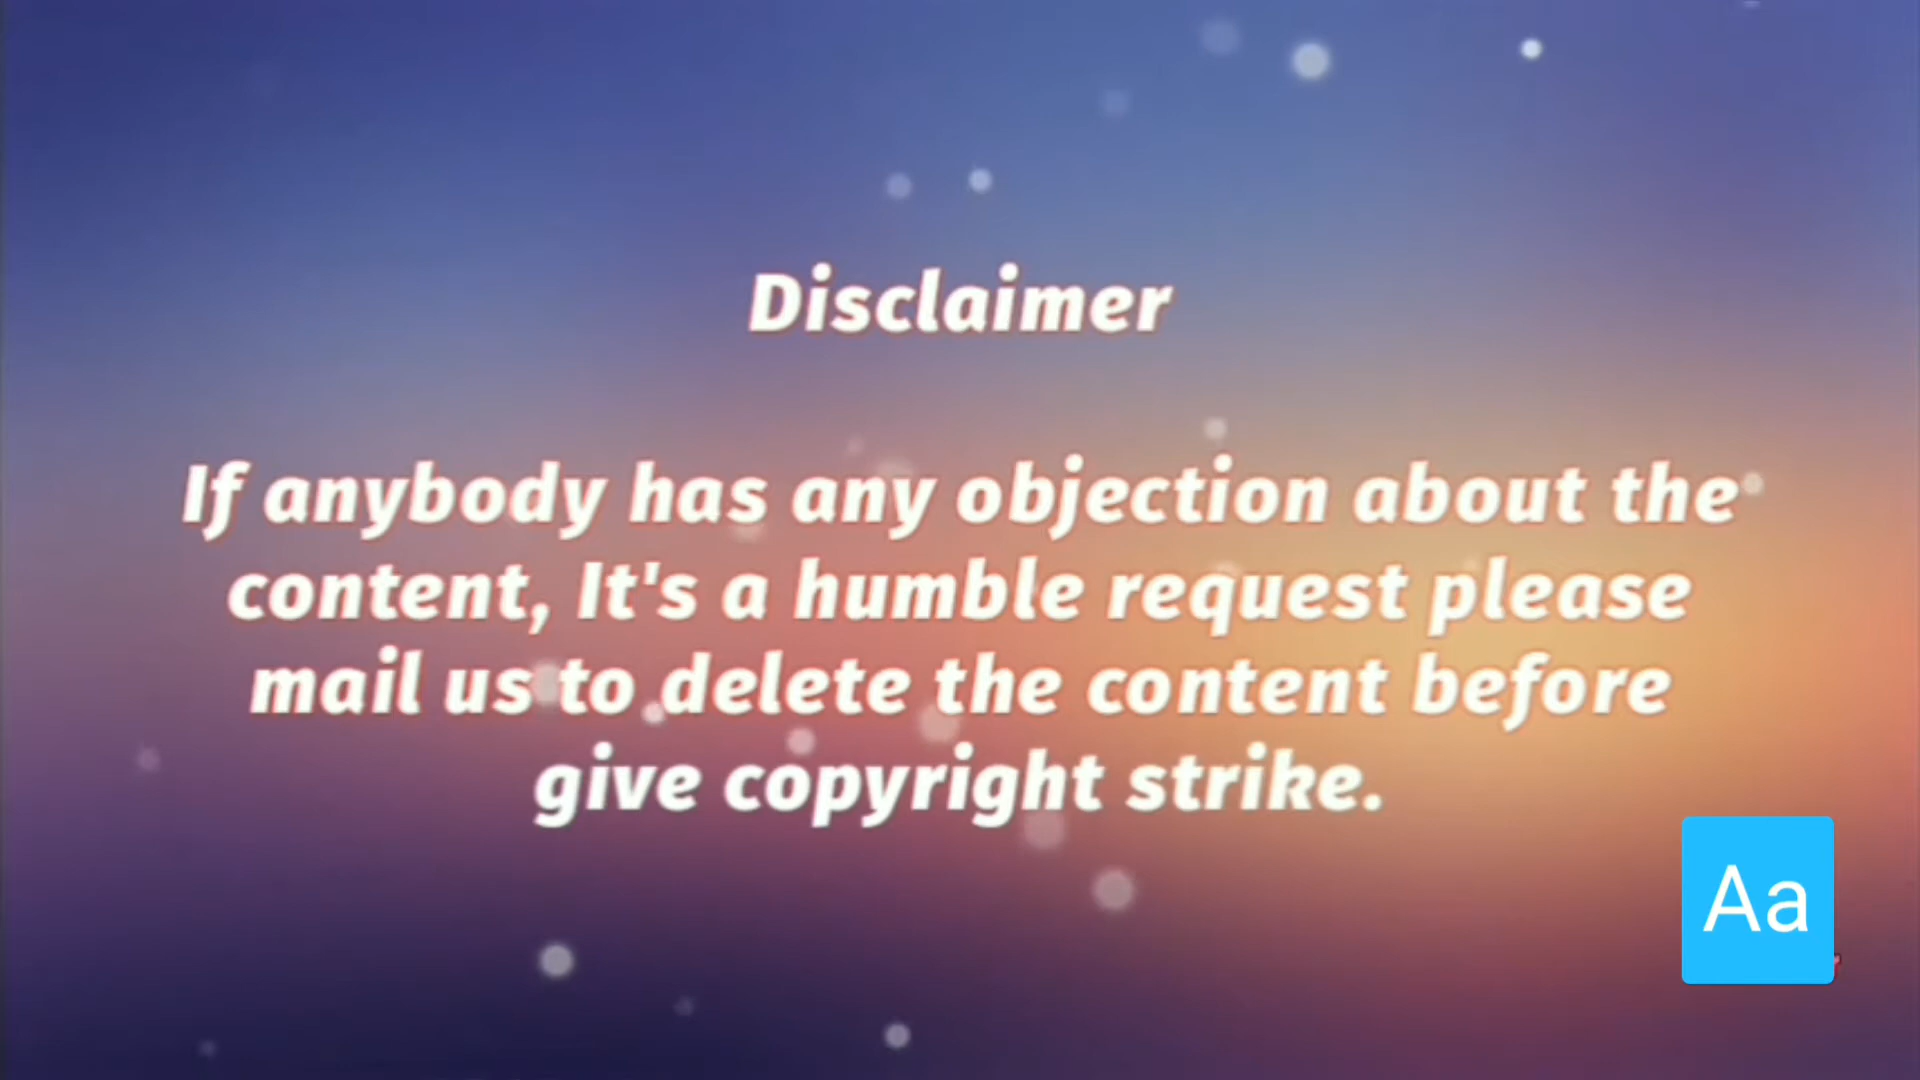 Disclaimer
If anybody has any objection about the
content, It's a humble request please
mail us to delete the content before
give copyright strike.
Aa